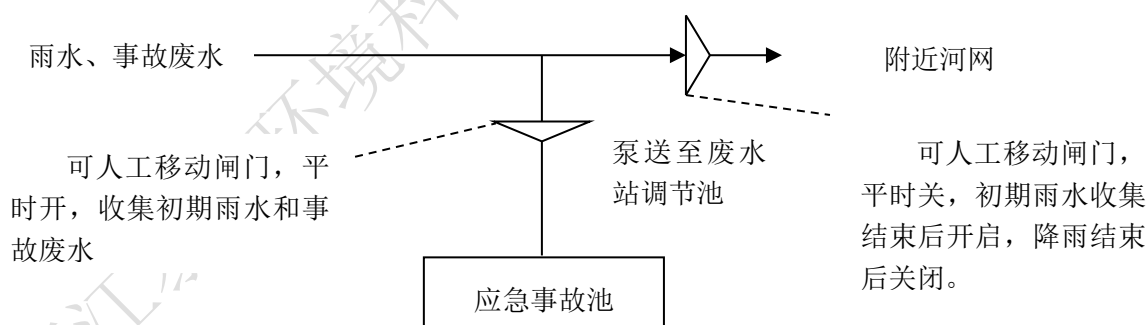 雨水、事故废水
附近河网
可人工移动闸门，平
时开，收集初期雨水和事
故废水
泵送至废水
站调节池
可人工移动闸门，
平时关，初期雨水收集
结束后开启，降雨结束
后关闭。
应急事故池
环境科